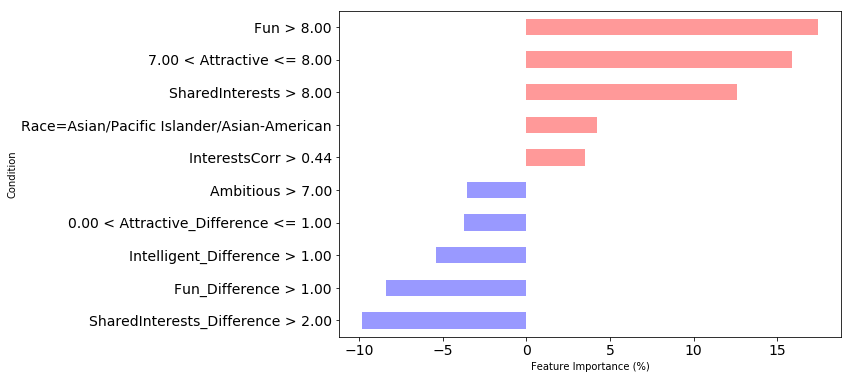 Fun > 8.00
7.00 < Attractive <= 8.00
SharedInterests > 8.00
Race=Asian/Pacific Islander/Asian-American
InterestsCorr > 0.44
Condition
Ambitious > 7.00
0.00 < Attractive_Difference <= 1.00
Intelligent_Difference > 1.00
Fun_Difference > 1.00
SharedInterests_Difference > 2.00
−10 −5 0 5 10 15
Feature Importance (%)